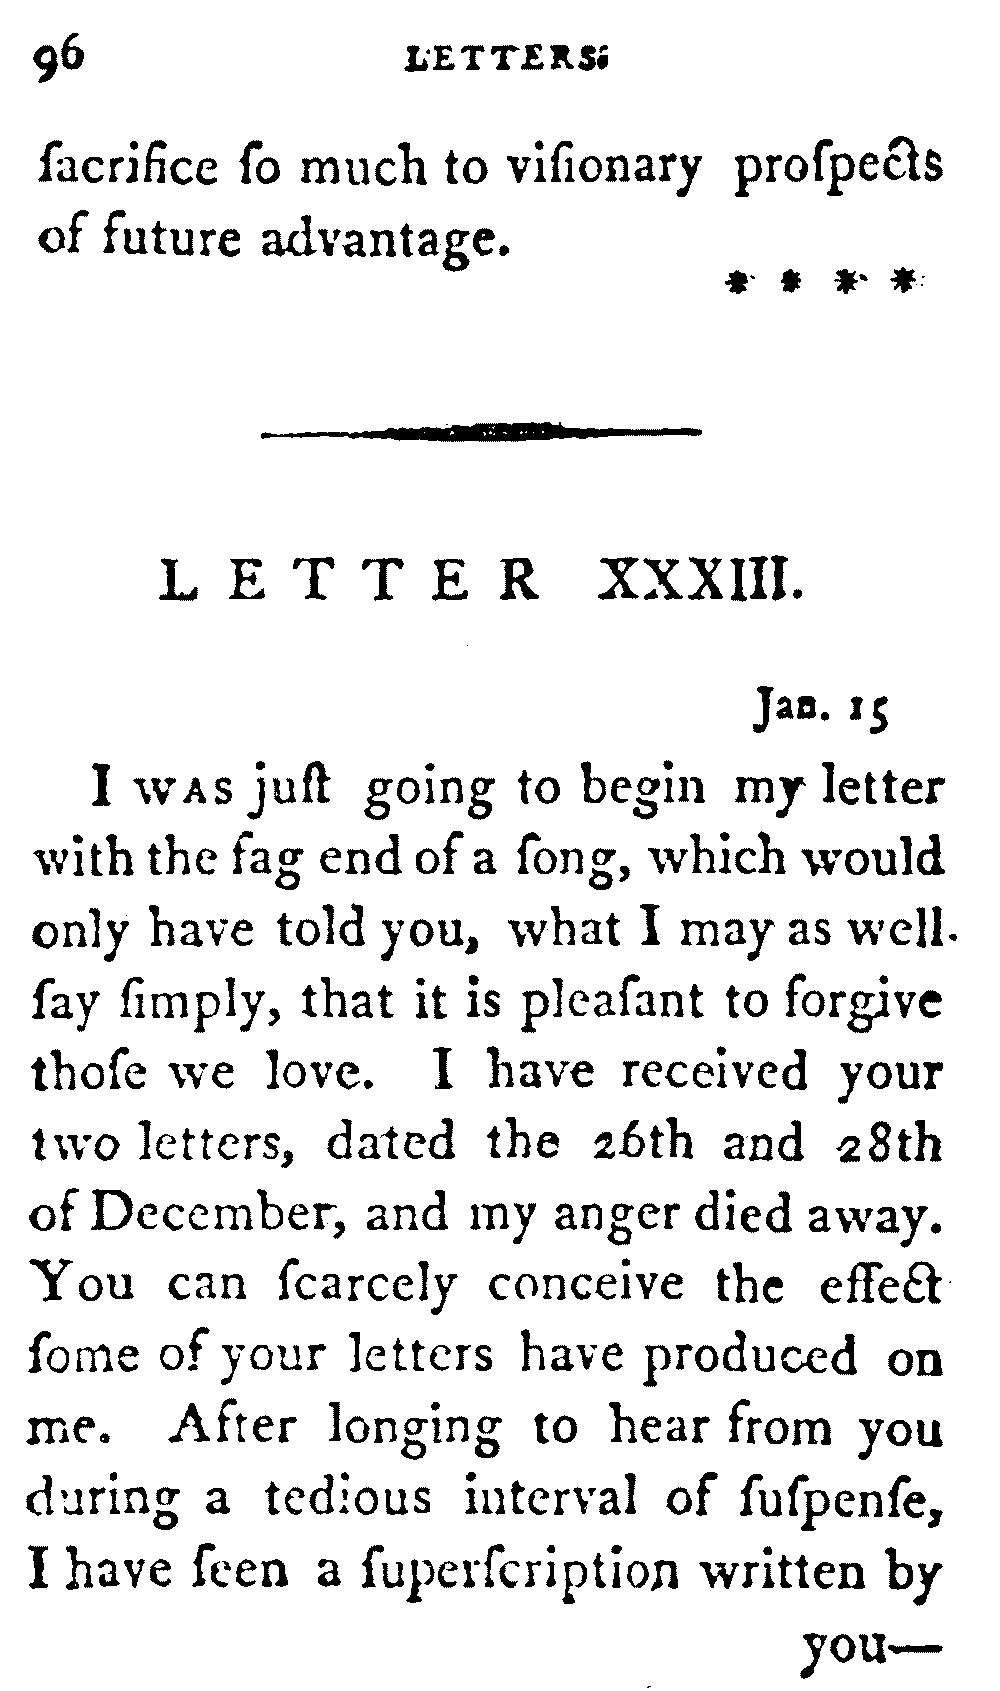 96 LETTERS.
ſacrifice ſo much to viſionary proſpects
of future advantage.
* * * *
LETTER XXXIII.
Jan. 15
I WAS juſt going to begin my letter
with the fag end of a ſong, which would
only have told you, what I may as well
ſay ſimply, that it is pleaſant to forgive
thoſe we love. I have received your
two letters, dated the 26th and 28th
of December, and my anger died away.
You can ſcarcely conceive the effect
ſome of your letters have produced on
me. After longing to hear from you
during a tedious interval of ſuſpenſe,
I have ſeen a ſuperſcription written by
you—